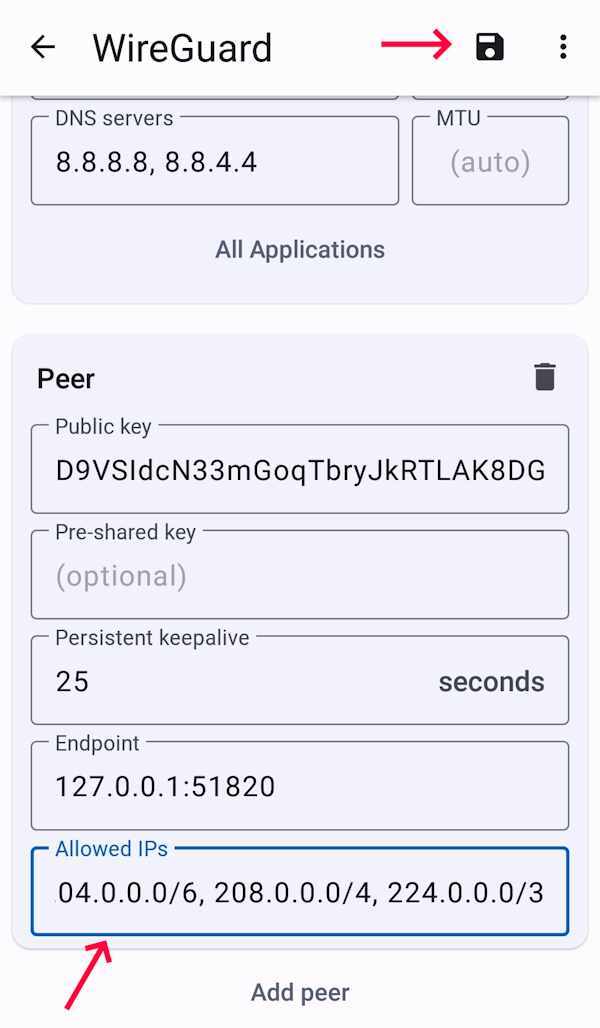 WireGuard
DNS servers
MTU
8.8.8.8, 8.8.4.4
(auto)
All Applications
Peer
Public key
D9VSIdcN33mGoqTbryJkRTLAK8DG
Pre-shared key
(optional)
Persistent keepalive
25
seconds
Endpoint
127.0.0.1:51820
Allowed IPs
04.0.0.0/6, 208.0.0.0/4, 224.0.0.0/3
Add peer